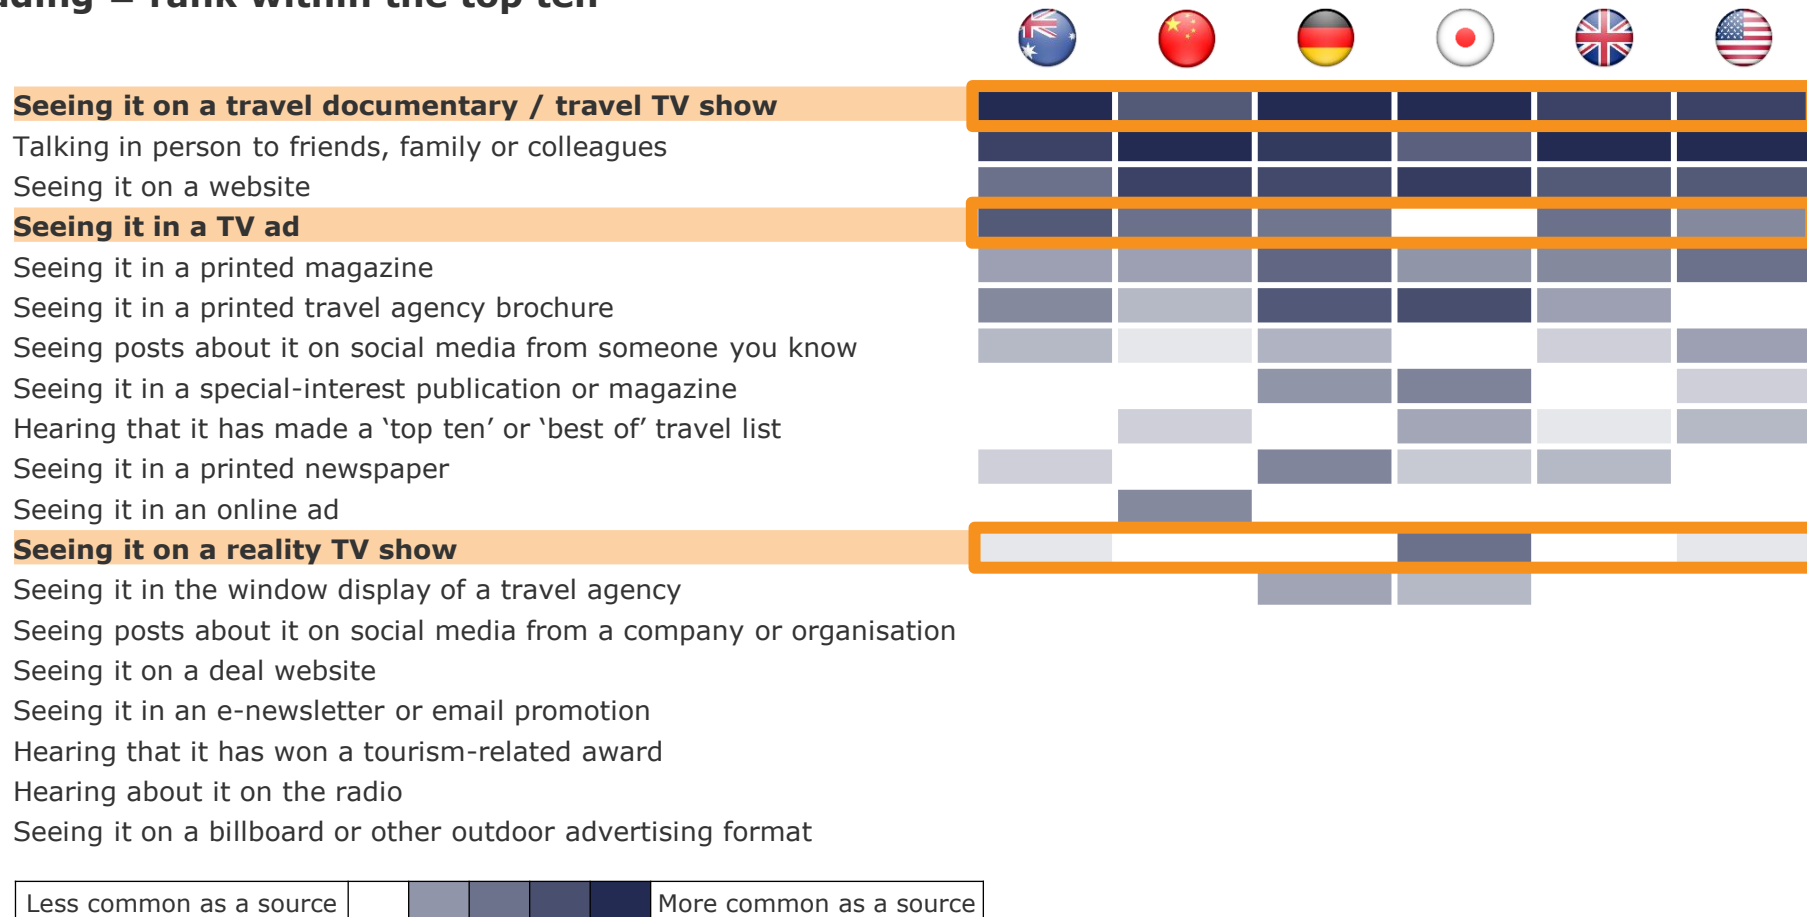 = rank within the top ten
Seeing it on a travel documentary / travel TV show
Talking in person to friends, family or colleagues
Seeing it on a website
Seeing it in a TV ad
Seeing it in a printed magazine
Seeing it in a printed travel agency brochure
Seeing posts about it on social media from someone you know
Seeing it in a special-interest publication or magazine
Hearing that it has made a ‘top ten’ or ‘best of’ travel list
Seeing it in a printed newspaper
Seeing it in an online ad
Seeing it on a reality TV show
Seeing it in the window display of a travel agency
Seeing posts about it on social media from a company or organisation
Seeing it on a deal website
Seeing it in an e-newsletter or email promotion
Hearing that it has won a tourism-related award
Hearing about it on the radio
Seeing it on a billboard or other outdoor advertising format
Less common as a source More common as a source